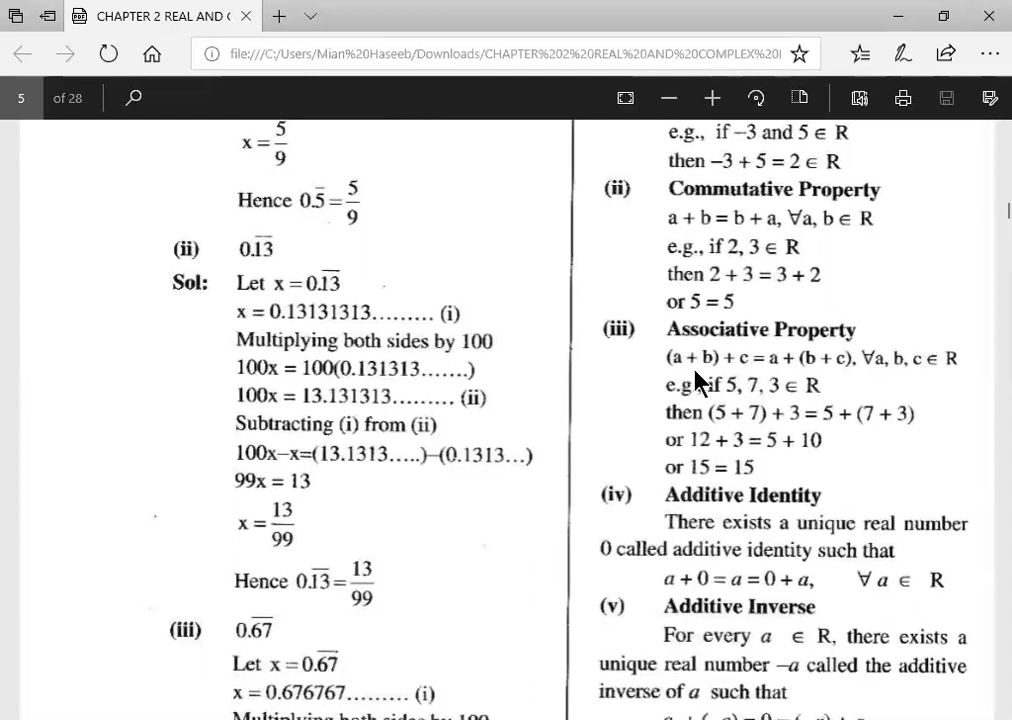 CHAPTER 2 REAL AND C
file:///C:/Users/Mian%20Haseeb/Downloads/CHAPTER%202%20REAL%20AND%20COMPLEX%20
5 of 28
x = 5/9
Hence 0.5̅ = 5/9
(ii) 0.1̅3̅
Sol: Let x = 0.1̅3̅
x = 0.13131313......... (i)
Multiplying both sides by 100
100x = 100(0.131313.......)
100x = 13.131313......... (ii)
Subtracting (i) from (ii)
100x−x=(13.1313.....)−(0.1313...)
99x = 13
x = 13/99
Hence 0.1̅3̅ = 13/99
(iii) 0.6̅7̅
Let x = 0.6̅7̅
x = 0.676767......... (i)
Multiplying both sides by 100
e.g., if −3 and 5 ∈ R
then −3 + 5 = 2 ∈ R
(ii) Commutative Property
a + b = b + a, ∀a, b ∈ R
e.g., if 2, 3 ∈ R
then 2 + 3 = 3 + 2
or 5 = 5
(iii) Associative Property
(a + b) + c = a + (b + c), ∀a, b, c ∈ R
e.g., if 5, 7, 3 ∈ R
then (5 + 7) + 3 = 5 + (7 + 3)
or 12 + 3 = 5 + 10
or 15 = 15
(iv) Additive Identity
There exists a unique real number
0 called additive identity such that
a + 0 = a = 0 + a, ∀ a ∈ R
(v) Additive Inverse
For every a ∈ R, there exists a
unique real number −a called the additive
inverse of a such that